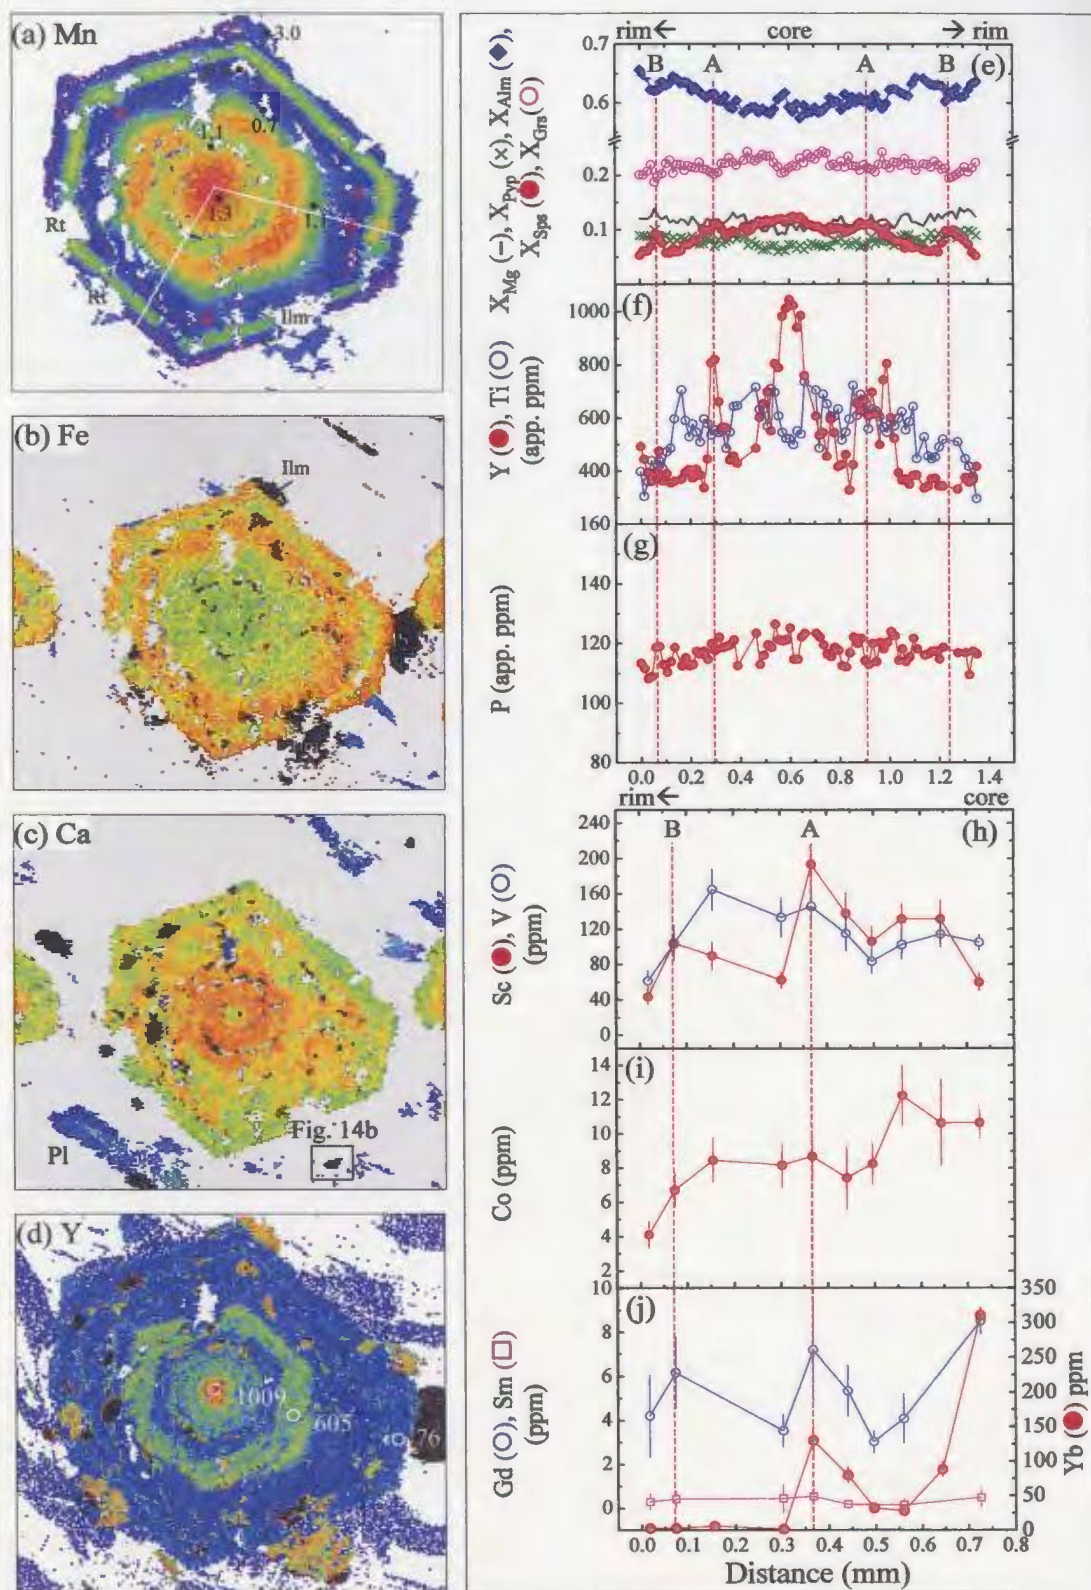 (a) Mn
3.0
0.7
1.1
1.3
1.1
Rt
Rt
Ilm
(b) Fe
Ilm
(c) Ca
Pl
Fig. 14b
(d) Y
1009
605
76
rim ← core → rim
B A A B
(e)
X_Mg (−), X_Pyp (×), X_Alm (◆),
X_Sps (●), X_Grs (○)
0.7
0.6
0.2
0.1
(f)
Y (●), Ti (○)
(app. ppm)
1000
800
600
400
160
(g)
P (app. ppm)
140
120
100
80
0.0 0.2 0.4 0.6 0.8 1.0 1.2 1.4
rim ← core
B A (h)
Sc (●), V (○)
(ppm)
240
200
160
120
80
40
0
(i)
Co (ppm)
14
12
10
8
6
4
2
(j)
Gd (○), Sm (□)
(ppm)
10
8
6
4
2
0
350
300
250
200
150
100
50
0
Yb (●) ppm
0.0 0.1 0.2 0.3 0.4 0.5 0.6 0.7 0.8
Distance (mm)